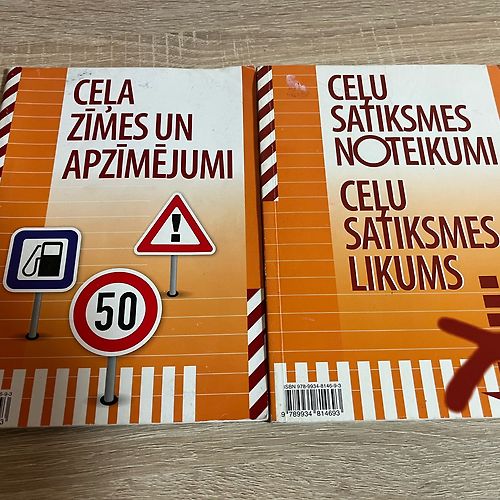 CEĻA
ZĪMES UN
APZĪMĒJUMI
50
CEĻU
SATIKSMES
NOTEIKUMI
CEĻU
SATIKSMES
LIKUMS
ISBN 978-9934-8146-9-3
9 789934 814693